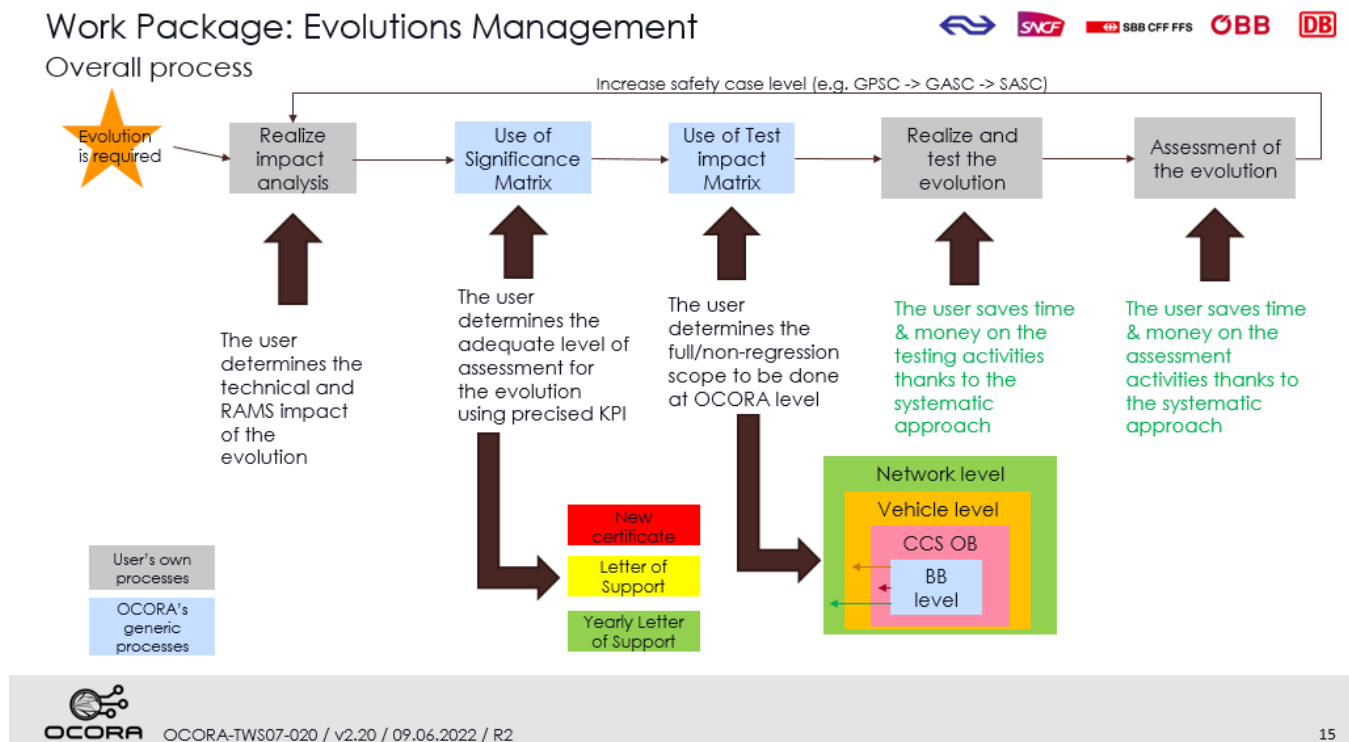 Work Package: Evolutions Management
SNCF
SBB CFF FFS
ÖBB
DB
Overall process
Increase safety case level (e.g. GPSC -> GASC -> SASC)
Evolution
is required
Realize
impact
analysis
Use of
Significance
Matrix
Use of Test
impact
Matrix
Realize and
test the
evolution
Assessment of
the evolution
The user
determines the
technical and
RAMS impact
of the
evolution
The user
determines the
adequate level of
assessment for
the evolution
using precised KPI
The user
determines the
full/non-regression
scope to be done
at OCORA level
The user saves time
& money on the
testing activities
thanks to the
systematic
approach
The user saves time
& money on the
assessment
activities thanks to
the systematic
approach
New
certificate
Letter of
Support
Yearly Letter
of Support
Network level
Vehicle level
CCS OB
BB
level
User's own
processes
OCORA's
generic
processes
OCORA
OCORA-TWS07-020 / v2.20 / 09.06.2022 / R2
15